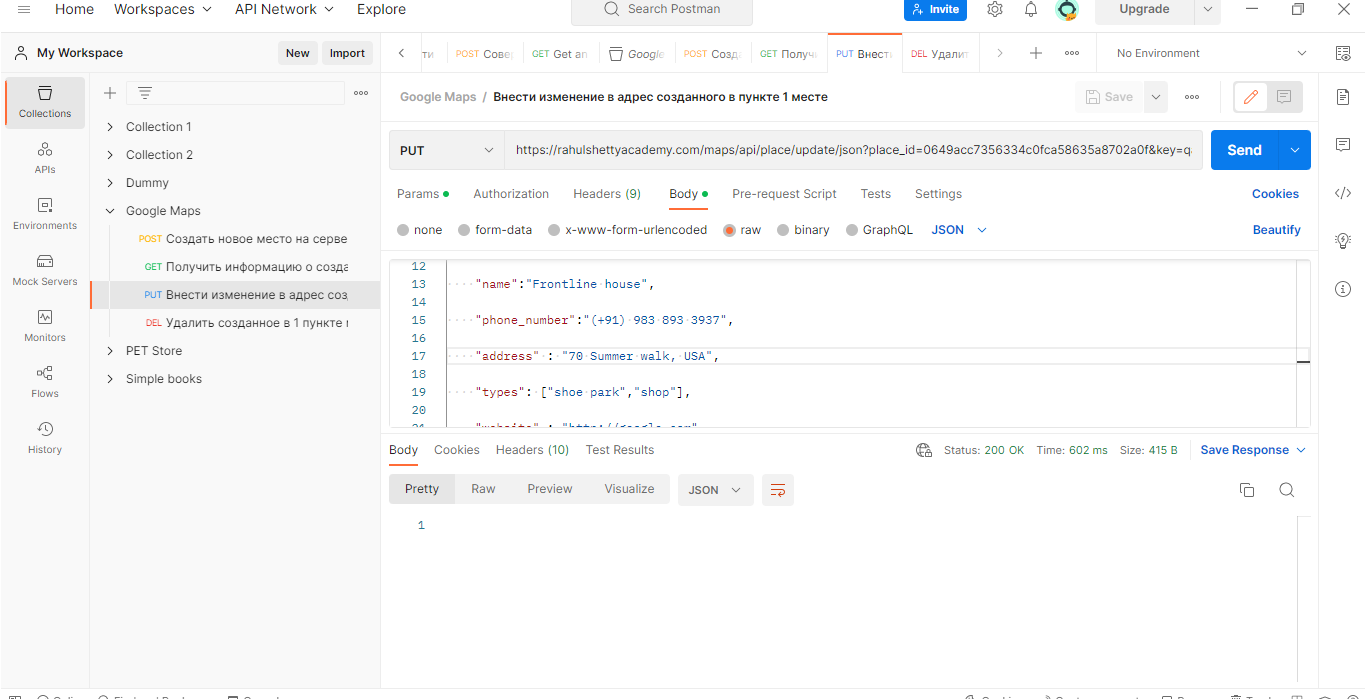 Home Workspaces API Network Explore Search Postman Invite Upgrade
My Workspace New Import ти POST Сове GET Get an Google POST Созд GET Получ PUT Внест DEL Удалит No Environment
Collections
APIs
Environments
Mock Servers
Monitors
Flows
History
Collection 1
Collection 2
Dummy
Google Maps
POST Создать новое место на серве
GET Получить информацию о созда
PUT Внести изменение в адрес соз
DEL Удалить созданное в 1 пункте
PET Store
Simple books
Google Maps / Внести изменение в адрес созданного в пункте 1 месте Save
PUT https://rahulshettyacademy.com/maps/api/place/update/json?place_id=0649acc7356334c0fca58635a8702a0f&key=q Send
Params Authorization Headers (9) Body Pre-request Script Tests Settings Cookies
none form-data x-www-form-urlencoded raw binary GraphQL JSON Beautify
12
13 "name":"Frontline house",
14
15 "phone_number":"(+91) 983 893 3937",
16
17 "address" : "70 Summer walk, USA",
18
19 "types": ["shoe park","shop"],
20
21 "website" : "http://google.com"
Body Cookies Headers (10) Test Results Status: 200 OK Time: 602 ms Size: 415 B Save Response
Pretty Raw Preview Visualize JSON
1